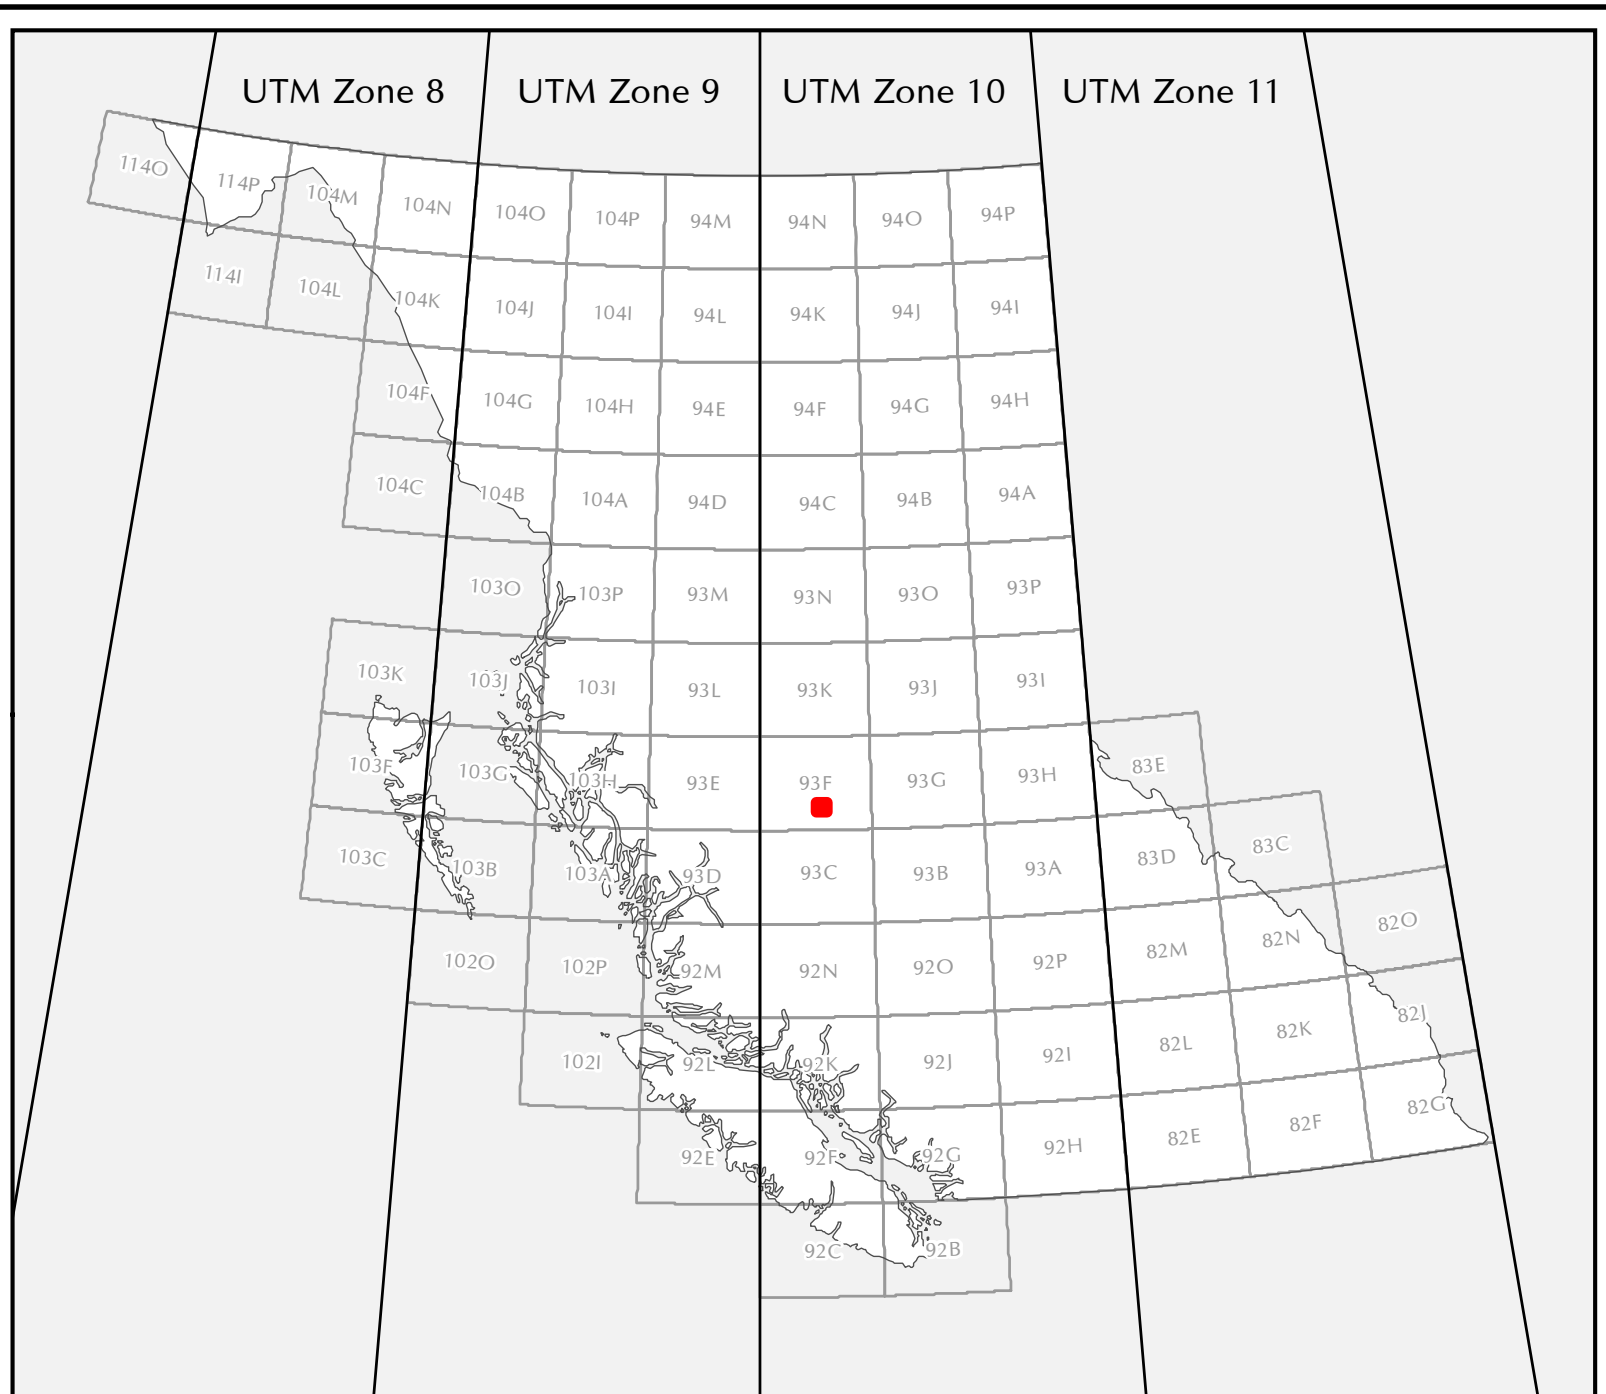 UTM Zone 8 UTM Zone 9 UTM Zone 10 UTM Zone 11
114O 114P 104M 104N 104O 104P 94M 94N 94O 94P
114I 104L 104K 104J 104I 94L 94K 94J 94I
104F 104G 104H 94E 94F 94G 94H
104C 104B 104A 94D 94C 94B 94A
103O 103P 93M 93N 93O 93P
103K 103J 103I 93L 93K 93J 93I
103F 103G 103H 93E 93F 93G 93H 83E
103C 103B 103A 93D 93C 93B 93A 83D 83C
102O 102P 92M 92N 92O 92P 82M 82N 82O
102I 92L 92K 92J 92I 82L 82K 82J
92E 92F 92G 92H 82E 82F 82G
92C 92B